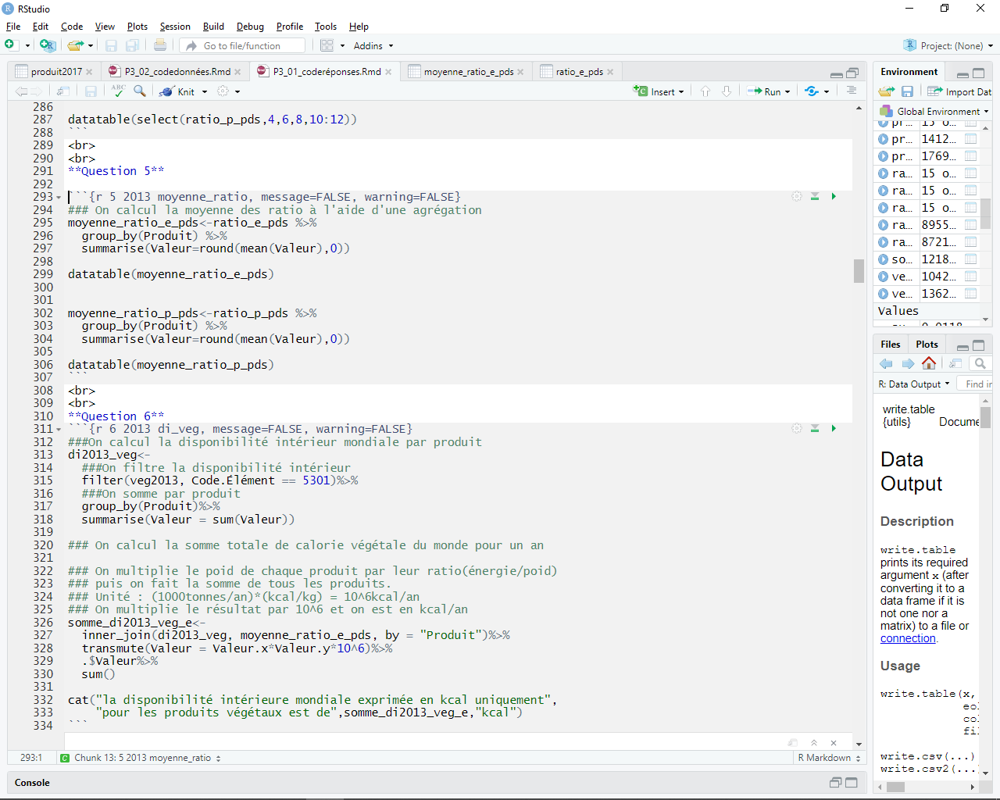 RStudio
File Edit Code View Plots Session Build Debug Profile Tools Help
Go to file/function Addins Project: (None)
produit2017 P3_02_codedonnées.Rmd P3_01_coderéponses.Rmd moyenne_ratio_e_pds ratio_e_pds
ABC Knit Insert Run
286
287 datatable(select(ratio_p_pds,4,6,8,10:12))
288 ```
289 <br>
290 <br>
291 **Question 5**
292
293 ```{r 5 2013 moyenne_ratio, message=FALSE, warning=FALSE}
294 ### On calcul la moyenne des ratio à l'aide d'une agrégation
295 moyenne_ratio_e_pds<-ratio_e_pds %>%
296 group_by(Produit) %>%
297 summarise(Valeur=round(mean(Valeur),0))
298
299 datatable(moyenne_ratio_e_pds)
300
301
302 moyenne_ratio_p_pds<-ratio_p_pds %>%
303 group_by(Produit) %>%
304 summarise(Valeur=round(mean(Valeur),0))
305
306 datatable(moyenne_ratio_p_pds)
307 ```
308 <br>
309 <br>
310 **Question 6**
311 ```{r 6 2013 di_veg, message=FALSE, warning=FALSE}
312 ###On calcul la disponibilité intérieur mondiale par produit
313 di2013_veg<-
314 ###On filtre la disponibilité intérieur
315 filter(veg2013, Code.Élément == 5301)%>%
316 ###On somme par produit
317 group_by(Produit)%>%
318 summarise(Valeur = sum(Valeur))
319
320 ### On calcul la somme totale de calorie végétale du monde pour un an
321
322 ### On multiplie le poid de chaque produit par leur ratio(énergie/poid)
323 ### puis on fait la somme de tous les produits.
324 ### Unité : (1000tonnes/an)*(kcal/kg) = 10^6kcal/an
325 ### On multiplie le résultat par 10^6 et on est en kcal/an
326 somme_di2013_veg_e<-
327 inner_join(di2013_veg, moyenne_ratio_e_pds, by = "Produit")%>%
328 transmute(Valeur = Valeur.x*Valeur.y*10^6)%>%
329 .$Valeur%>%
330 sum()
331
332 cat("la disponibilité intérieure mondiale exprimée en kcal uniquement",
333 "pour les produits végétaux est de",somme_di2013_veg_e,"kcal")
334 ```
293:1 Chunk 13: 5 2013 moyenne_ratio R Markdown
Console
Environment
Import Dat
Global Environment
pr... 15 o...
pr... 1412...
pr... 1769...
ra... 15 o...
ra... 15 o...
ra... 15 o...
ra... 8955...
ra... 8721...
so... 1218...
ve... 1042...
ve... 1362...
Values
Files Plots
R: Data Output Find in
write.table
{utils} Docume
Data
Output
Description
write.table
prints its required
argument x (after
converting it to a
data frame if it is
not one nor a
matrix) to a file or
connection.
Usage
write.table(x,
eol
col
fil
write.csv(...)
write.csv2(...